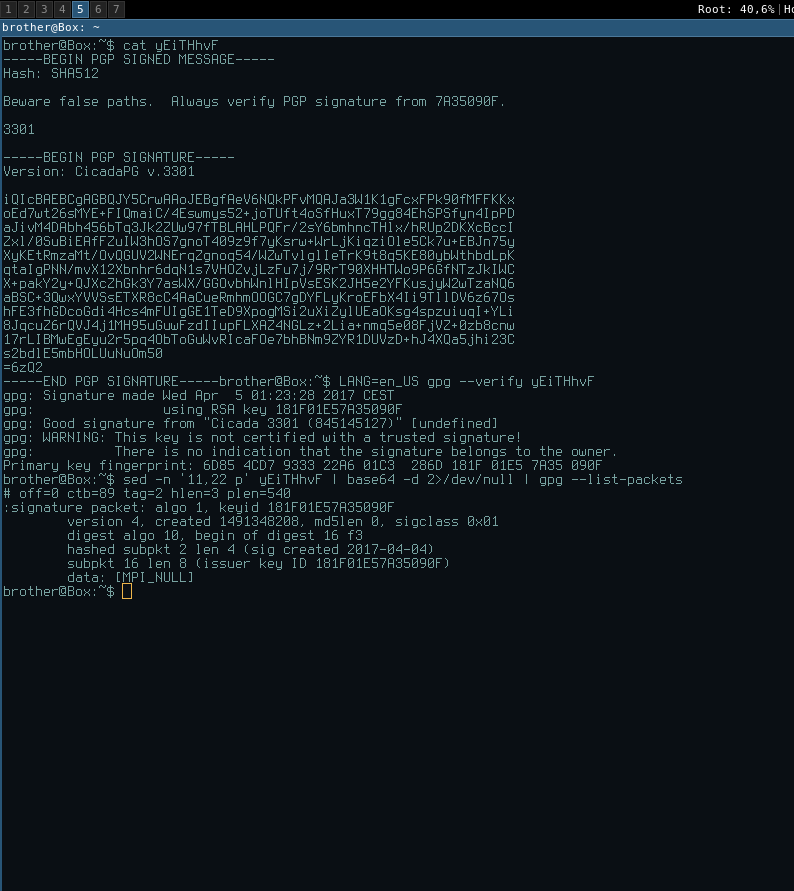 1 2 3 4 5 6 7 Root: 40,6% Ho
brother@Box: ~
brother@Box:~$ cat yEiTHhvF
-----BEGIN PGP SIGNED MESSAGE-----
Hash: SHA512

Beware false paths.  Always verify PGP signature from 7A35090F.

3301

-----BEGIN PGP SIGNATURE-----
Version: CicadaPG v.3301

iQIcBAEBCgAGBQJY5CrwAAoJEBgfAeV6NQkPFvMQAJa3W1K1gFcxFPk90fMFFKKx
oEd7wt26sMYE+FIQmaiC/4Eswmys52+joTUft4oSfHuxT79gg84EhSPSfyn4IpPD
aJivM4DAbh456bTq3Jk2ZUw97fTBLAHLPQFr/2sY6bmhncTHlx/hRUp2DKXcBccI
Zxl/0SuBiEAfFZuIW3hOS7gnoT409z9f7yKsrw+WrLjKiqziOle5Ck7u+EBJn75y
XyKEtRmzaMt/OvQGUV2WNErqZgnoq54/WZwTvlglIeTrK9t8q5KE80ybWthbdLpK
qtaIgPNN/mvX12Xbnhr6dqN1s7VHOZvjLzFu7j/9RrT90XHHTWo9P6GfNTzJkIWC
X+pakY2y+QJXcZhGk3Y7asWX/GGOvbhWnlHIpVsESK2JH5e2YFKusjyW2wTzaNQ6
aBSC+3QwxYVVSsETXR8cC4AaCueRmhmOOGC7gDYFLyKroEFbX4Ii9TllDV6z67Os
hFE3fhGDcoGdi4Hcs4mFUIgGE1TeD9XpogMSi2uXiZylUEaOKsg4spzuiuqI+YLi
8JqcuZ6rQVJ4j1MH95uGuwFzdIIupFLXAZ4NGLz+2Lia+nmq5e08FjVZ+0zb8cnw
17rLIBMwEgEyu2r5pq4ObToGuWvRIcaFOe7bhBNm9ZYR1DUVzD+hJ4XQa5jhi23C
s2bdlE5mbHOLUuNuOm50
=6zQ2
-----END PGP SIGNATURE-----brother@Box:~$ LANG=en_US gpg --verify yEiTHhvF
gpg: Signature made Wed Apr  5 01:23:28 2017 CEST
gpg:                using RSA key 181F01E57A35090F
gpg: Good signature from "Cicada 3301 (845145127)" [undefined]
gpg: WARNING: This key is not certified with a trusted signature!
gpg:          There is no indication that the signature belongs to the owner.
Primary key fingerprint: 6D85 4CD7 9333 22A6 01C3  286D 181F 01E5 7A35 090F
brother@Box:~$ sed -n '11,22 p' yEiTHhvF | base64 -d 2>/dev/null | gpg --list-packets
# off=0 ctb=89 tag=2 hlen=3 plen=540
:signature packet: algo 1, keyid 181F01E57A35090F
        version 4, created 1491348208, md5len 0, sigclass 0x01
        digest algo 10, begin of digest 16 f3
        hashed subpkt 2 len 4 (sig created 2017-04-04)
        subpkt 16 len 8 (issuer key ID 181F01E57A35090F)
        data: [MPI_NULL]
brother@Box:~$